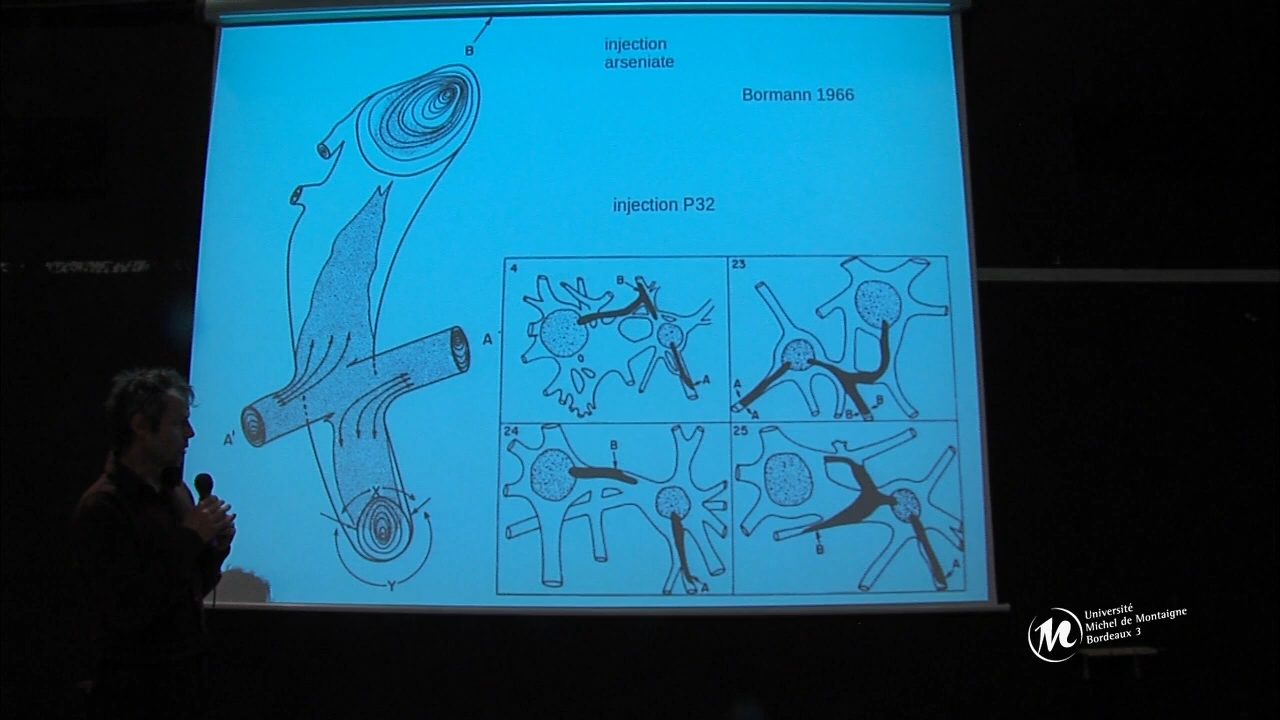 B
injection
arseniate
Bormann 1966
injection P32
A
A'
X
Y
4
B
A
23
A
A
B
B
24
B
A
25
B
A
Université
Michel de Montaigne
Bordeaux 3